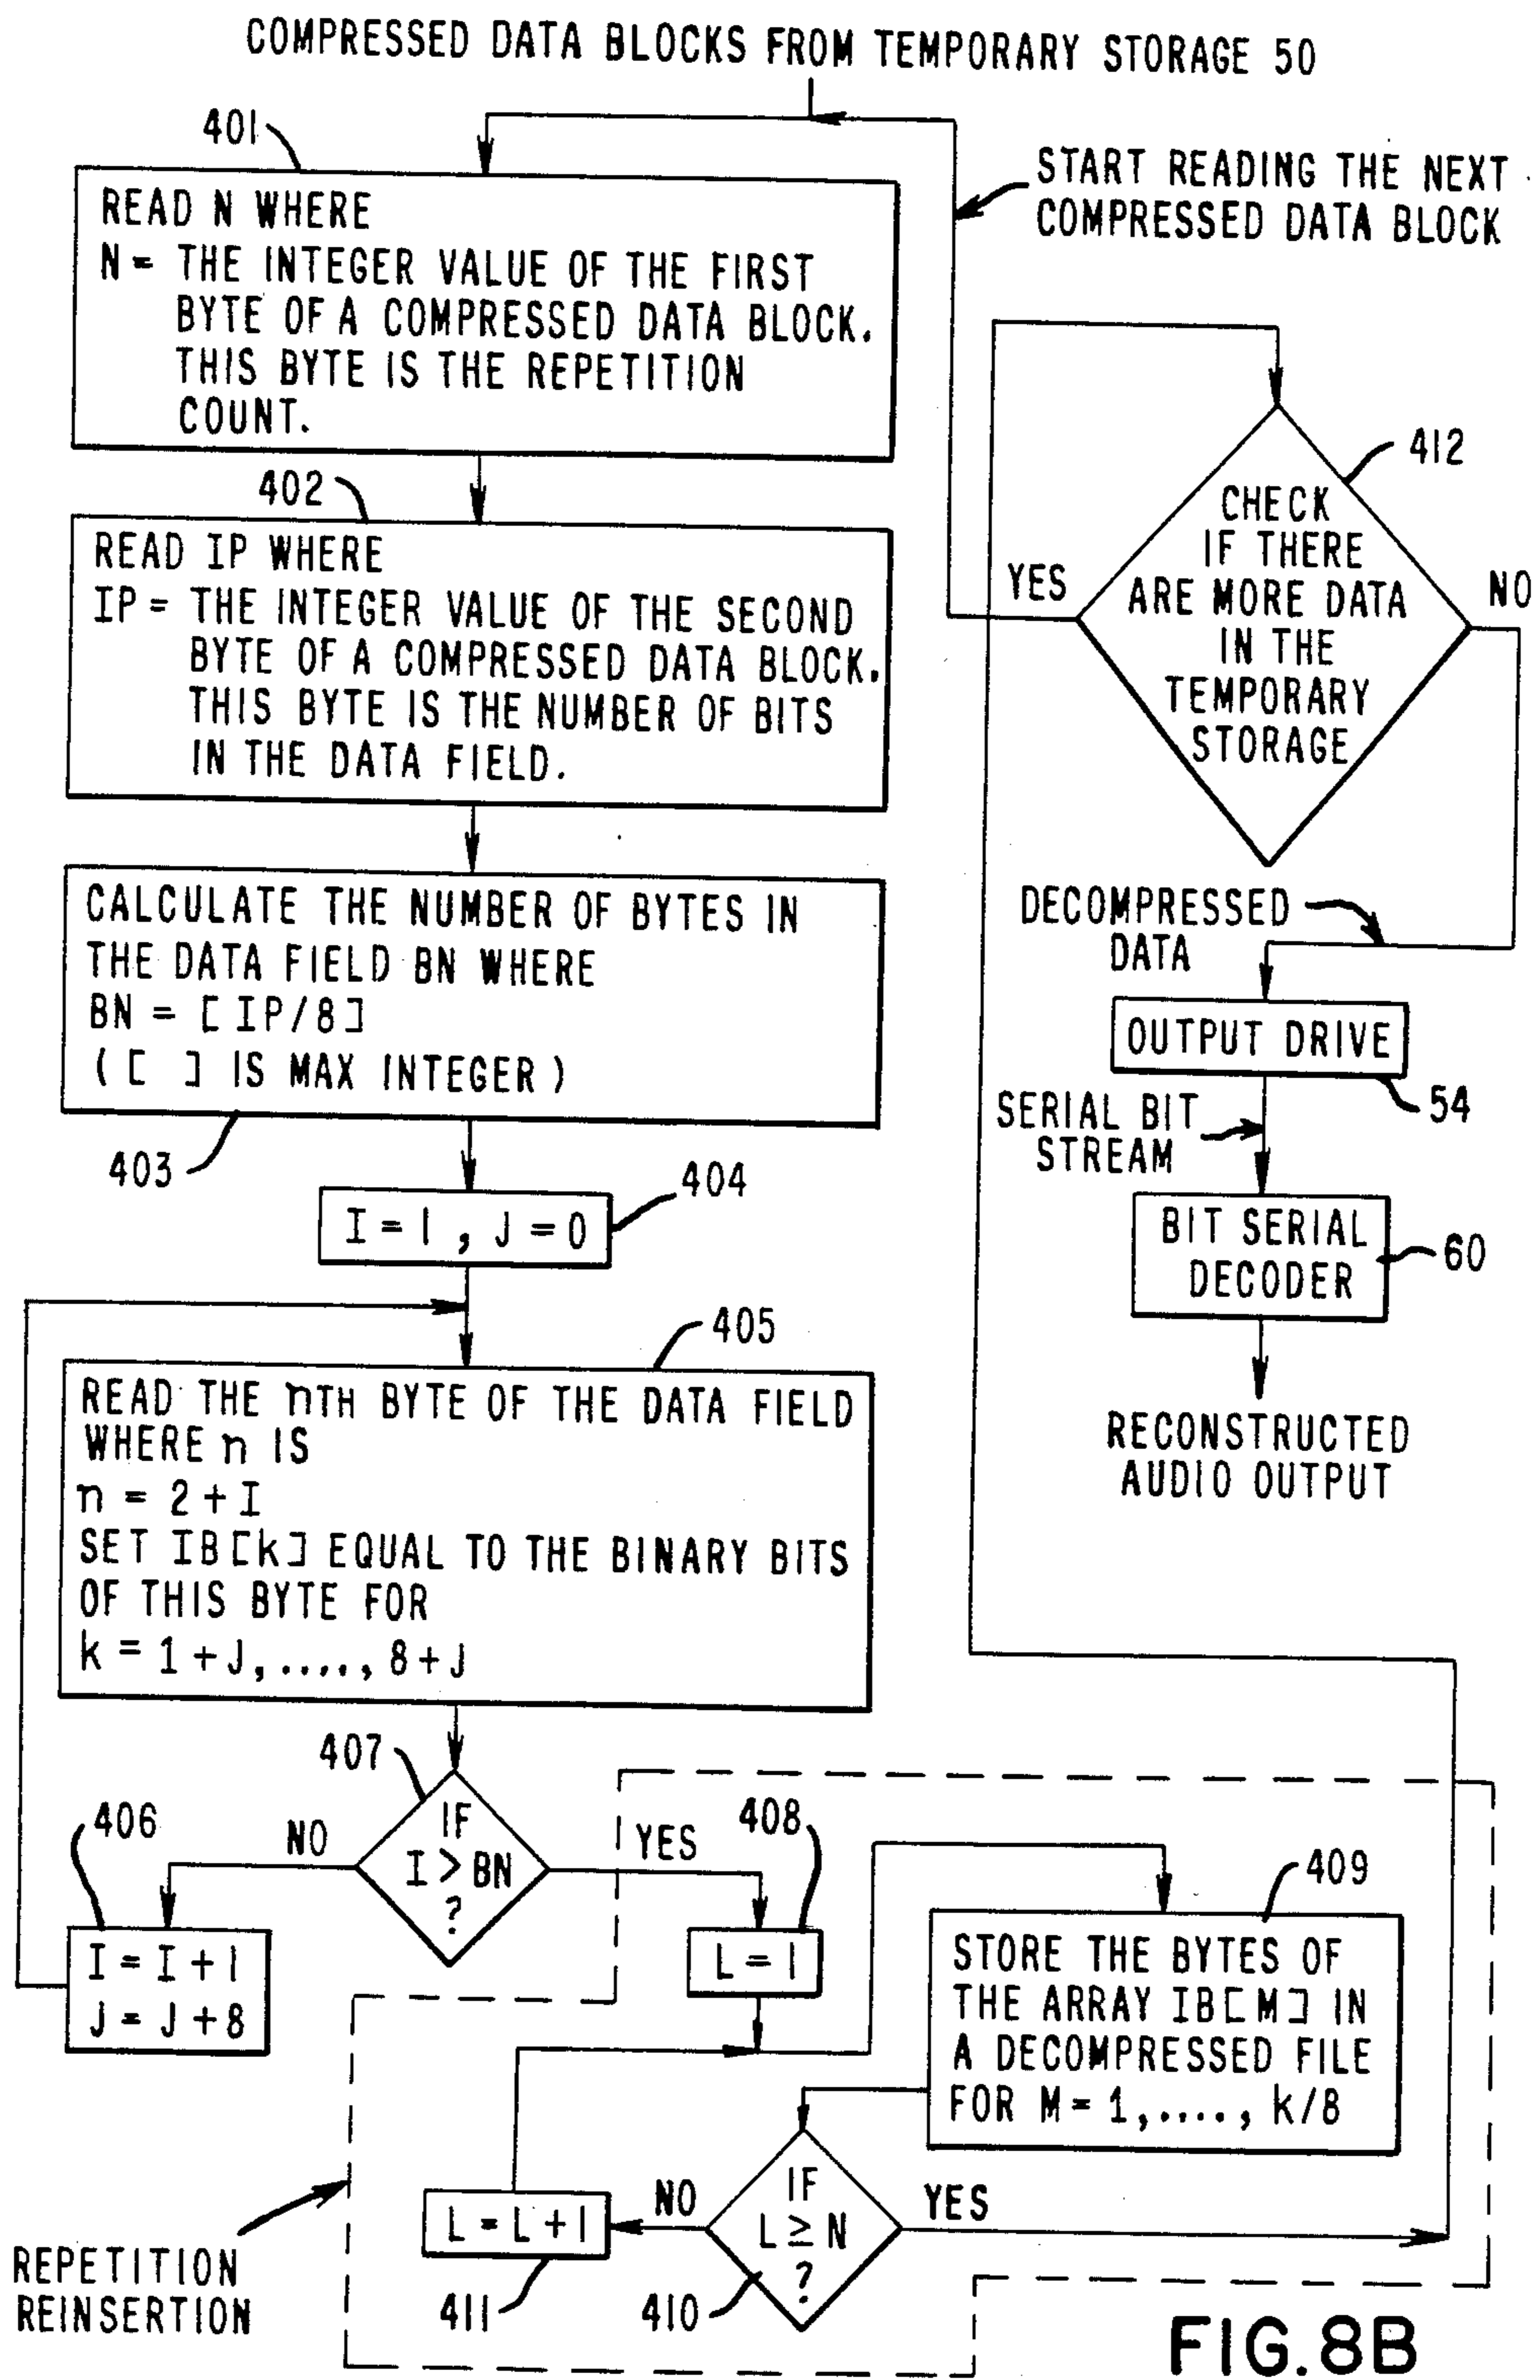 COMPRESSED DATA BLOCKS FROM TEMPORARY STORAGE 50
401
READ N WHERE
N = THE INTEGER VALUE OF THE FIRST
BYTE OF A COMPRESSED DATA BLOCK.
THIS BYTE IS THE REPETITION
COUNT.
402
READ IP WHERE
IP = THE INTEGER VALUE OF THE SECOND
BYTE OF A COMPRESSED DATA BLOCK.
THIS BYTE IS THE NUMBER OF BITS
IN THE DATA FIELD.
CALCULATE THE NUMBER OF BYTES IN
THE DATA FIELD BN WHERE
BN = [ IP/8 ]
( [ ] IS MAX INTEGER )
403
404
I = 1 , J = 0
405
READ THE nTH BYTE OF THE DATA FIELD
WHERE n IS
n = 2 + I
SET IB[k] EQUAL TO THE BINARY BITS
OF THIS BYTE FOR
k = 1 + J, ...., 8 + J
407
IF
I > BN
?
NO
YES
406
I = I + 1
J = J + 8
408
L = 1
409
STORE THE BYTES OF
THE ARRAY IB[M] IN
A DECOMPRESSED FILE
FOR M = 1, ...., k/8
IF
L ≥ N
?
410
NO
YES
L = L + 1
411
REPETITION
REINSERTION
START READING THE NEXT
COMPRESSED DATA BLOCK
412
CHECK
IF THERE
ARE MORE DATA
IN THE
TEMPORARY
STORAGE
YES
NO
DECOMPRESSED
DATA
OUTPUT DRIVE
54
SERIAL BIT
STREAM
BIT SERIAL
DECODER
60
RECONSTRUCTED
AUDIO OUTPUT
FIG.8B